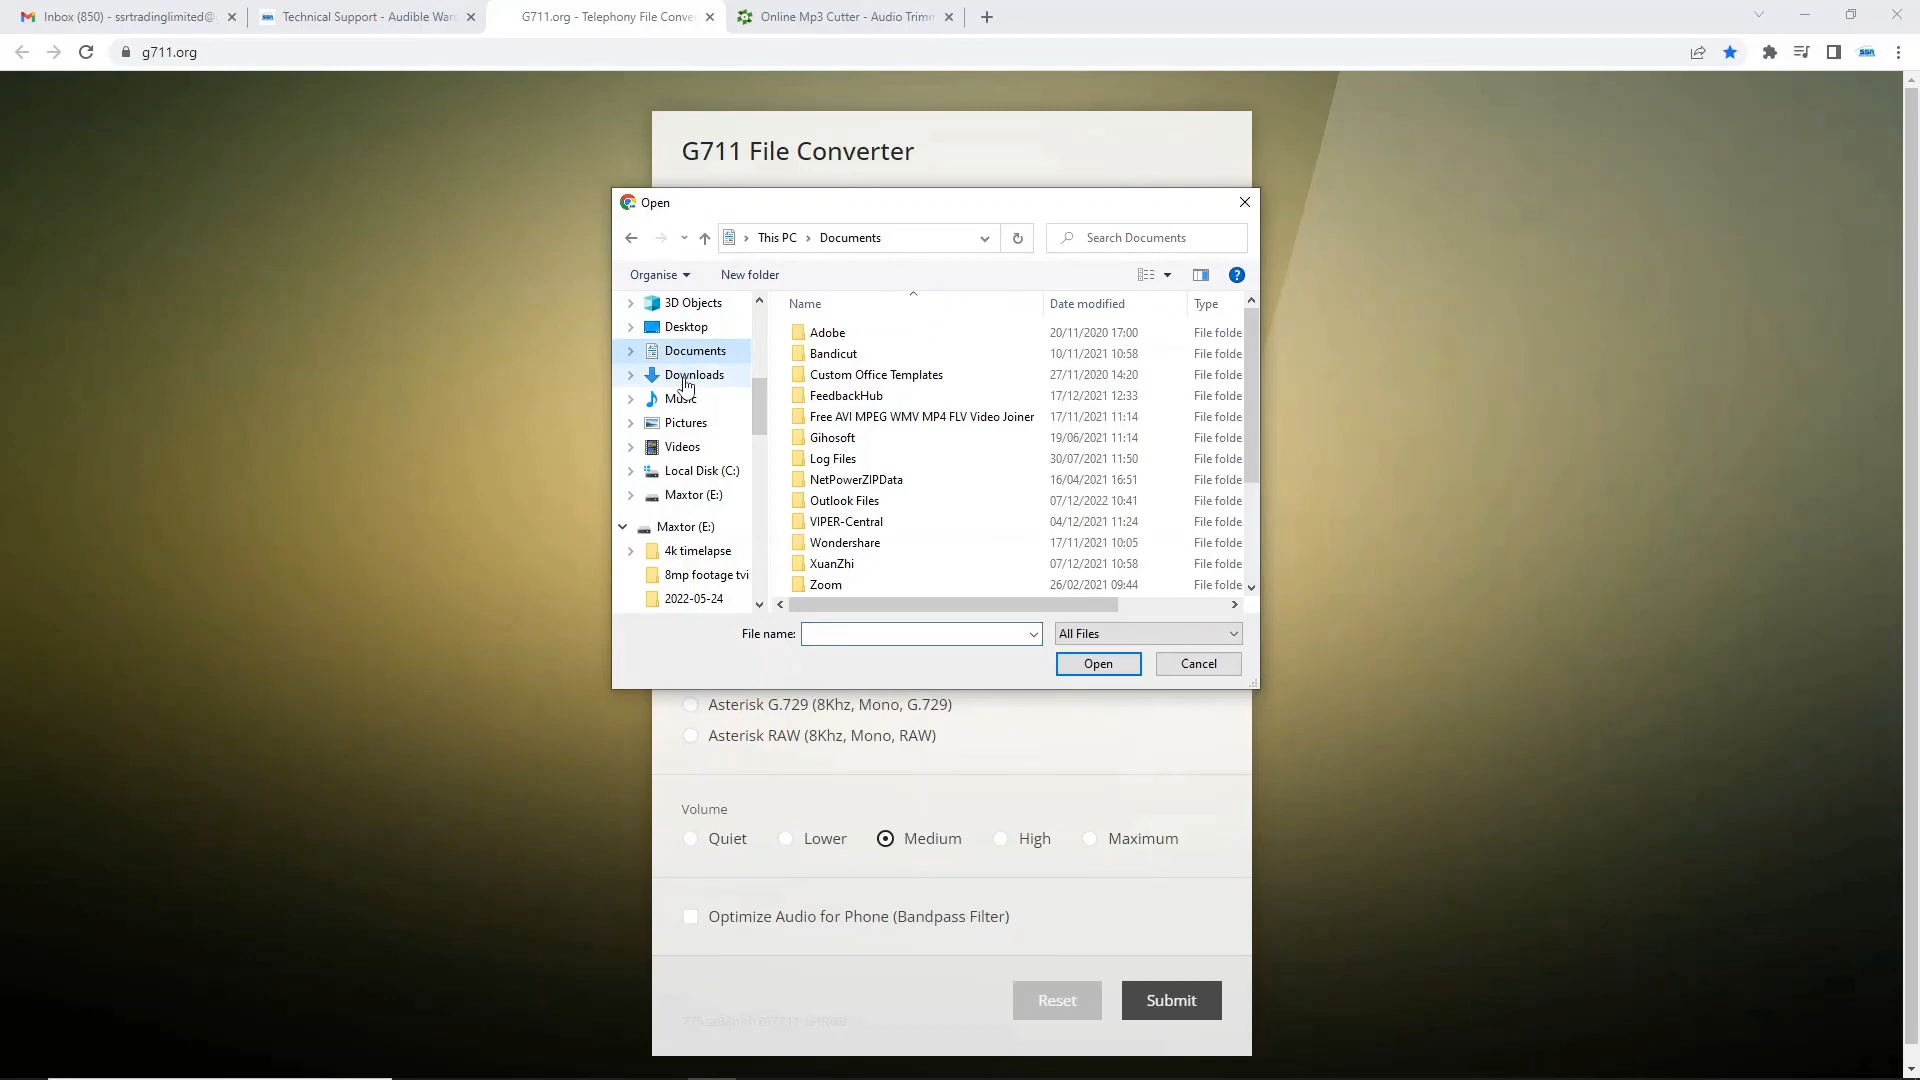 Inbox (850) - ssrtradinglimited@
Technical Support - Audible War
G711.org - Telephony File Conve
Online Mp3 Cutter - Audio Trimm
g711.org
G711 File Converter
Open
This PC > Documents
Search Documents
Organise
New folder
Name
Date modified
Type
3D Objects
Desktop
Documents
Downloads
Music
Pictures
Videos
Local Disk (C:)
Maxtor (E:)
Maxtor (E:)
4k timelapse
8mp footage tvi
2022-05-24
Adobe 20/11/2020 17:00 File folde
Bandicut 10/11/2021 10:58 File folde
Custom Office Templates 27/11/2020 14:20 File folde
FeedbackHub 17/12/2021 12:33 File folde
Free AVI MPEG WMV MP4 FLV Video Joiner 17/11/2021 11:14 File folde
Gihosoft 19/06/2021 11:14 File folde
Log Files 30/07/2021 11:50 File folde
NetPowerZIPData 16/04/2021 16:51 File folde
Outlook Files 07/12/2022 10:41 File folde
VIPER-Central 04/12/2021 11:24 File folde
Wondershare 17/11/2021 10:05 File folde
XuanZhi 07/12/2021 10:58 File folde
Zoom 26/02/2021 09:44 File folde
File name:
All Files
Open
Cancel
Asterisk G.729 (8Khz, Mono, G.729)
Asterisk RAW (8Khz, Mono, RAW)
Volume
Quiet Lower Medium High Maximum
Optimize Audio for Phone (Bandpass Filter)
Reset
Submit